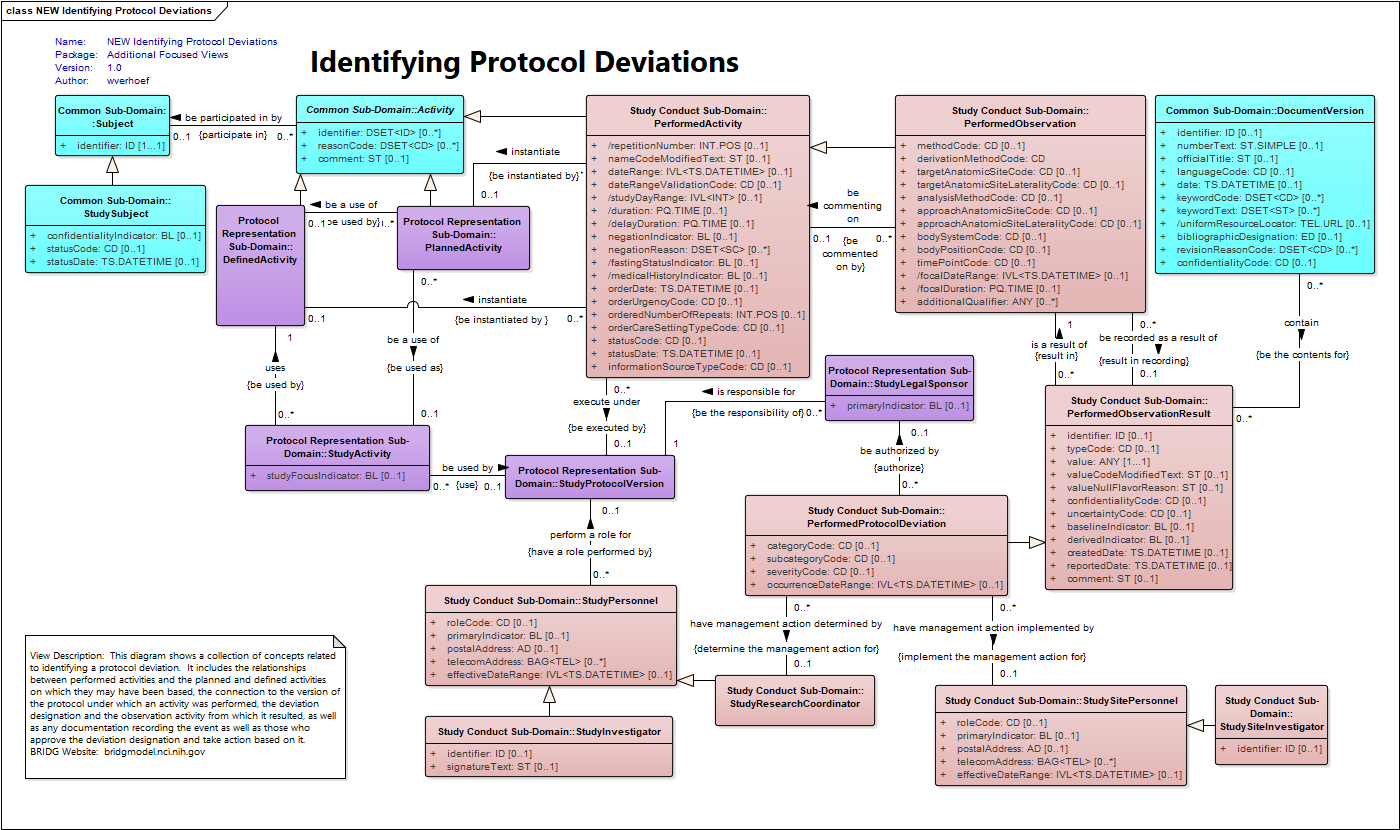 class NEW Identifying Protocol Deviations
Name: NEW Identifying Protocol Deviations
Package: Additional Focused Views
Version: 1.0
Author: wverhoef
Identifying Protocol Deviations
Common Sub-Domain:
:Subject
+ identifier: ID [1...1]
be participated in by
0..1 {participate in} 0..*
Common Sub-Domain::Activity
+ identifier: DSET<ID> [0..*]
+ reasonCode: DSET<CD> [0..*]
+ comment: ST [0..1]
Common Sub-Domain::
StudySubject
+ confidentialityIndicator: BL [0..1]
+ statusCode: CD [0..1]
+ statusDate: TS.DATETIME [0..1]
Protocol
Representation
Sub-Domain::
DefinedActivity
be a use of
0..1 {be used by} 1..*
Protocol Representation
Sub-Domain::
PlannedActivity
instantiate
{be instantiated by}
0..1
*
Study Conduct Sub-Domain::
PerformedActivity
+ /repetitionNumber: INT.POS [0..1]
+ nameCodeModifiedText: ST [0..1]
+ dateRange: IVL<TS.DATETIME> [0..1]
+ dateRangeValidationCode: CD [0..1]
+ /studyDayRange: IVL<INT> [0..1]
+ /duration: PQ.TIME [0..1]
+ /delayDuration: PQ.TIME [0..1]
+ negationIndicator: BL [0..1]
+ negationReason: DSET<SC> [0..*]
+ /fastingStatusIndicator: BL [0..1]
+ /medicalHistoryIndicator: BL [0..1]
+ orderDate: TS.DATETIME [0..1]
+ orderUrgencyCode: CD [0..1]
+ orderedNumberOfRepeats: INT.POS [0..1]
+ orderCareSettingTypeCode: CD [0..1]
+ statusCode: CD [0..1]
+ statusDate: TS.DATETIME [0..1]
+ informationSourceTypeCode: CD [0..1]
be
commenting
on
0..1 {be 0..*
commented
on by}
Study Conduct Sub-Domain::
PerformedObservation
+ methodCode: CD [0..1]
+ derivationMethodCode: CD
+ targetAnatomicSiteCode: CD [0..1]
+ targetAnatomicSiteLateralityCode: CD [0..1]
+ analysisMethodCode: CD [0..1]
+ approachAnatomicSiteCode: CD [0..1]
+ approachAnatomicSiteLateralityCode: CD [0..1]
+ bodySystemCode: CD [0..1]
+ bodyPositionCode: CD [0..1]
+ timePointCode: CD [0..1]
+ /focalDateRange: IVL<TS.DATETIME> [0..1]
+ /focalDuration: PQ.TIME [0..1]
+ additionalQualifier: ANY [0..*]
Common Sub-Domain::DocumentVersion
+ identifier: ID [0..1]
+ numberText: ST.SIMPLE [0..1]
+ officialTitle: ST [0..1]
+ languageCode: CD [0..1]
+ date: TS.DATETIME [0..1]
+ keywordCode: DSET<CD> [0..*]
+ keywordText: DSET<ST> [0..*]
+ /uniformResourceLocator: TEL.URL [0..1]
+ bibliographicDesignation: ED [0..1]
+ revisionReasonCode: DSET<CD> [0..*]
+ confidentialityCode: CD [0..1]
0..*
contain
{be the contents for}
0..*
instantiate
0..1 {be instantiated by } 0..*
0..*
be a use of
{be used as}
0..1
1
uses
{be used by}
0..*
Protocol Representation Sub-
Domain::StudyActivity
+ studyFocusIndicator: BL [0..1]
be used by
0..* {use} 0..1
0..*
execute under
{be executed by}
0..1
Protocol Representation Sub-
Domain::StudyProtocolVersion
is responsible for
{be the responsibility of} 0..*
1
Protocol Representation Sub-
Domain::StudyLegalSponsor
+ primaryIndicator: BL [0..1]
0..1
be authorized by
{authorize}
0..*
1
is a result of
{result in}
0..*
0..*
be recorded as a result of
{result in recording}
0..1
Study Conduct Sub-Domain::
PerformedObservationResult
+ identifier: ID [0..1]
+ typeCode: CD [0..1]
+ value: ANY [1...1]
+ valueCodeModifiedText: ST [0..1]
+ valueNullFlavorReason: ST [0..1]
+ confidentialityCode: CD [0..1]
+ uncertaintyCode: CD [0..1]
+ baselineIndicator: BL [0..1]
+ derivedIndicator: BL [0..1]
+ createdDate: TS.DATETIME [0..1]
+ reportedDate: TS.DATETIME [0..1]
+ comment: ST [0..1]
Study Conduct Sub-Domain::
PerformedProtocolDeviation
+ categoryCode: CD [0..1]
+ subcategoryCode: CD [0..1]
+ severityCode: CD [0..1]
+ occurrenceDateRange: IVL<TS.DATETIME> [0..1]
0..1
perform a role for
{have a role performed by}
0..*
Study Conduct Sub-Domain::StudyPersonnel
+ roleCode: CD [0..1]
+ primaryIndicator: BL [0..1]
+ postalAddress: AD [0..1]
+ telecomAddress: BAG<TEL> [0..*]
+ effectiveDateRange: IVL<TS.DATETIME> [0..1]
0..*
have management action determined by
{determine the management action for}
0..1
Study Conduct Sub-Domain::
StudyResearchCoordinator
0..*
have management action implemented by
{implement the management action for}
0..1
Study Conduct Sub-Domain::StudySitePersonnel
+ roleCode: CD [0..1]
+ primaryIndicator: BL [0..1]
+ postalAddress: AD [0..1]
+ telecomAddress: BAG<TEL> [0..*]
+ effectiveDateRange: IVL<TS.DATETIME> [0..1]
Study Conduct Sub-
Domain::
StudySiteInvestigator
+ identifier: ID [0..1]
Study Conduct Sub-Domain::StudyInvestigator
+ identifier: ID [0..1]
+ signatureText: ST [0..1]
View Description: This diagram shows a collection of concepts related
to identifying a protocol deviation. It includes the relationships
between performed activities and the planned and defined activities
on which they may have been based, the connection to the version of
the protocol under which an activity was performed, the deviation
designation and the observation activity from which it resulted, as well
as any documentation recording the event as well as those who
approve the deviation designation and take action based on it.
BRIDG Website: bridgmodel.nci.nih.gov